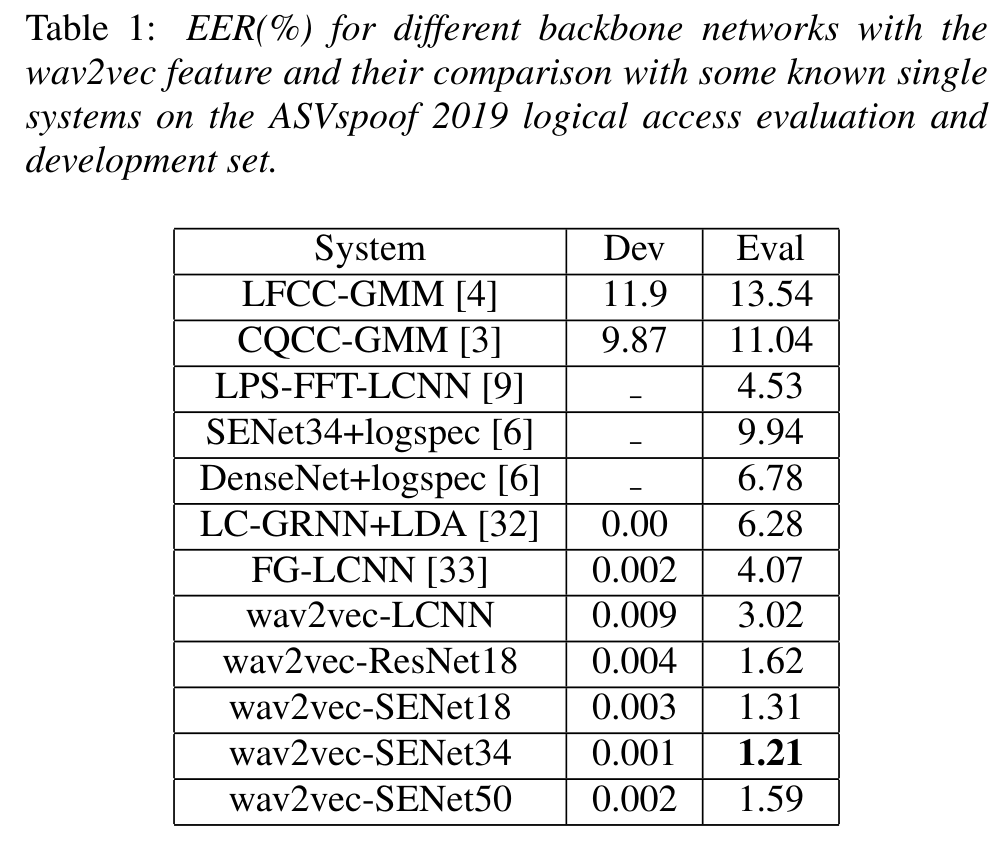 Table 1: EER(%) for different backbone networks with the
wav2vec feature and their comparison with some known single
systems on the ASVspoof 2019 logical access evaluation and
development set.
System Dev Eval
LFCC-GMM [4] 11.9 13.54
CQCC-GMM [3] 9.87 11.04
LPS-FFT-LCNN [9] - 4.53
SENet34+logspec [6] - 9.94
DenseNet+logspec [6] - 6.78
LC-GRNN+LDA [32] 0.00 6.28
FG-LCNN [33] 0.002 4.07
wav2vec-LCNN 0.009 3.02
wav2vec-ResNet18 0.004 1.62
wav2vec-SENet18 0.003 1.31
wav2vec-SENet34 0.001 1.21
wav2vec-SENet50 0.002 1.59